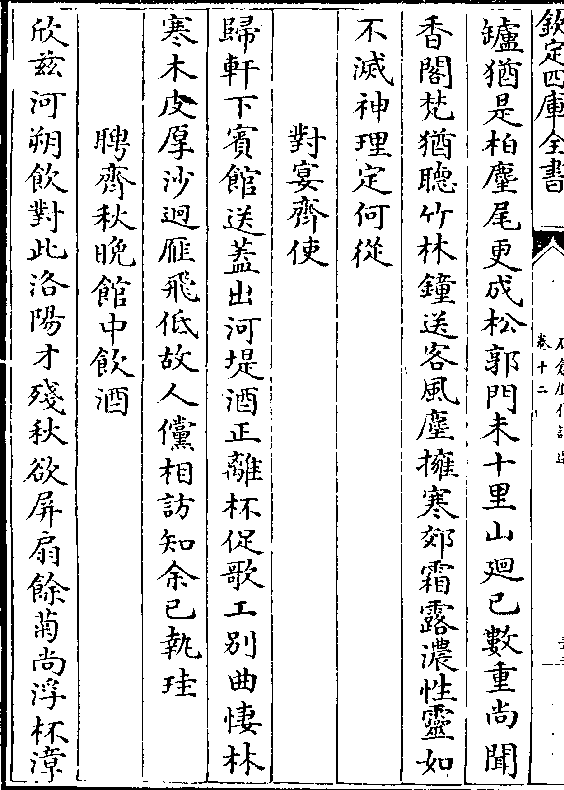 欽定四庫全書
卷十二
鑪猶是柏麈尾更成松郭門未十里山廻已數重尚聞
香閣梵猶聴竹林鐘送客風塵擁寒郊霜露濃性靈如
不滅神理定何從
對宴齊使
歸軒下賓館送蓋出河堤酒正離杯促歌工别曲悽林
寒木皮厚沙迥雁飛低故人儻相訪知余已執珪
聘齊秋晚館中飲酒
欣兹河朔飲對此洛陽才殘秋欲屏扇餘菊尚浮杯漳